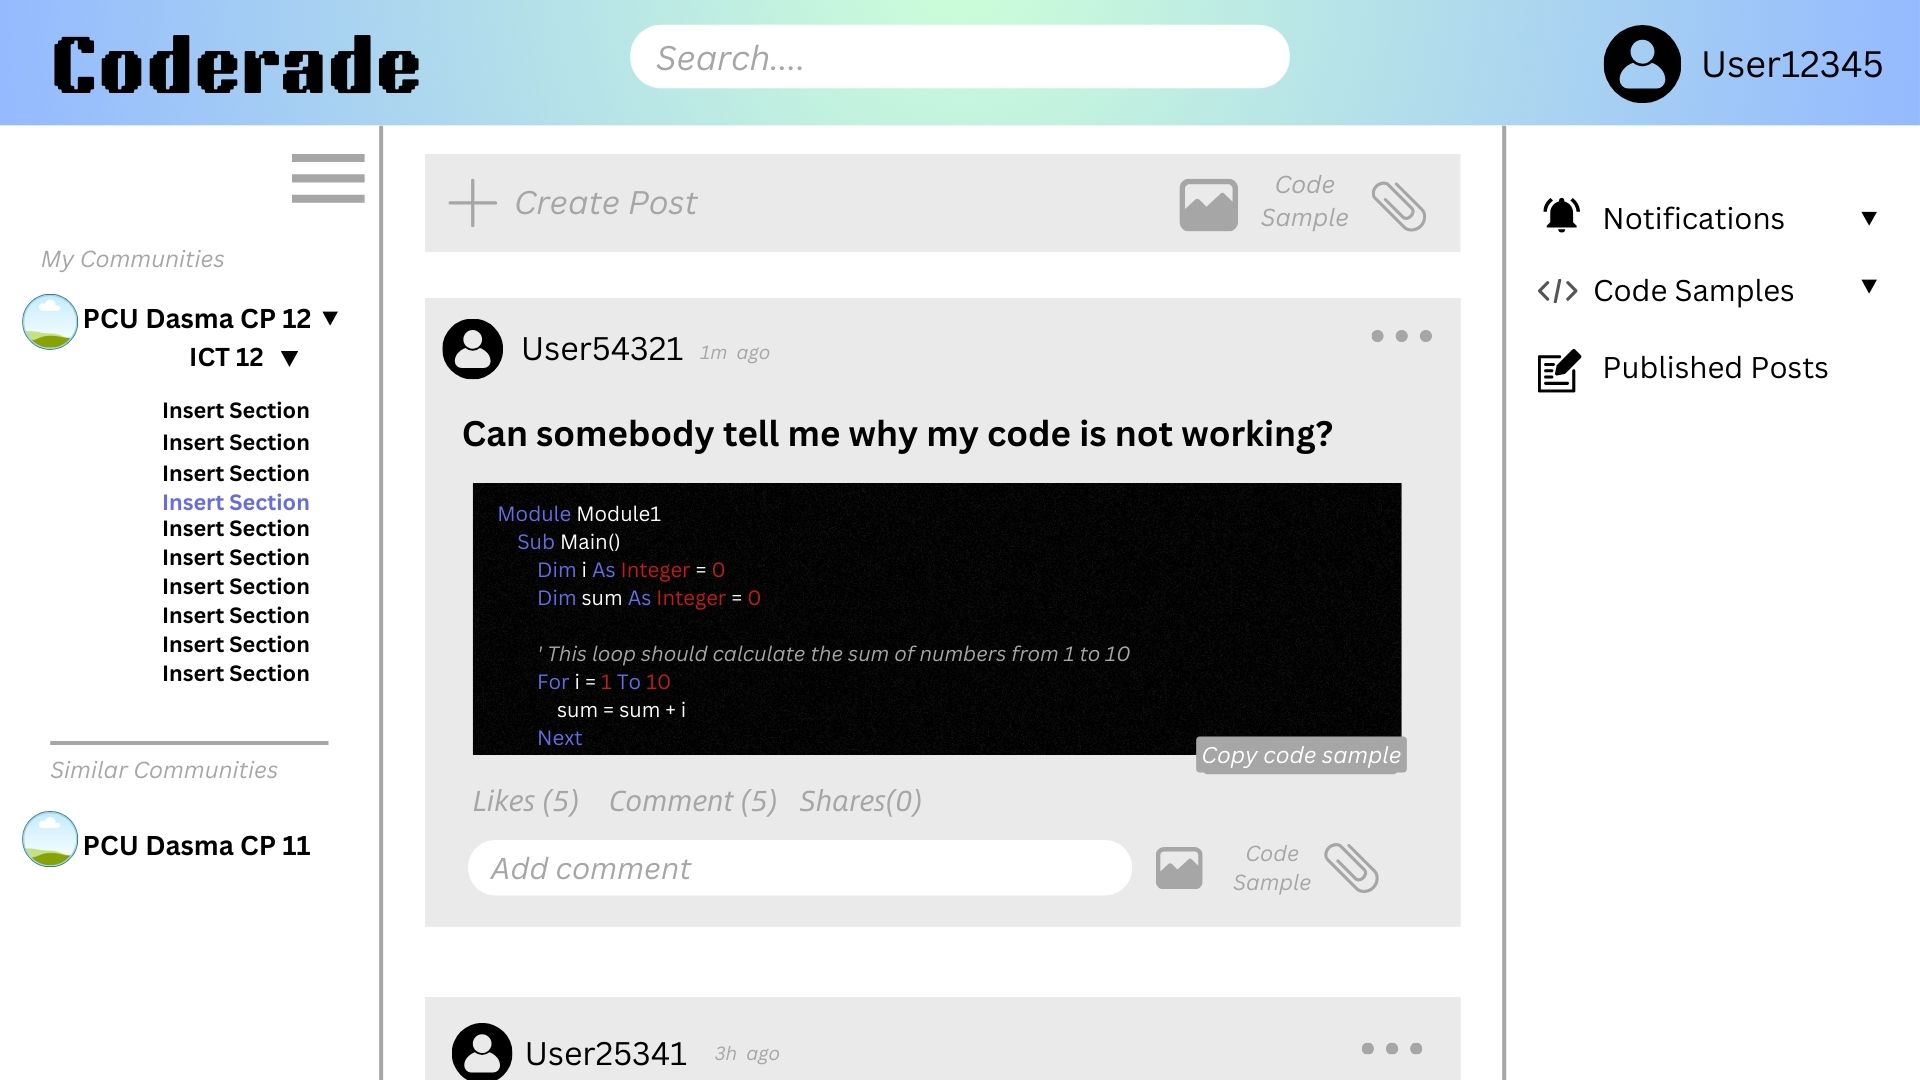 Coderade
Search....
User12345
My Communities
PCU Dasma CP 12
ICT 12
Insert Section
Insert Section
Insert Section
Insert Section
Insert Section
Insert Section
Insert Section
Insert Section
Insert Section
Insert Section
Similar Communities
PCU Dasma CP 11
Create Post
Code
Sample
User54321 1m ago
Can somebody tell me why my code is not working?
Module Module1
Sub Main()
Dim i As Integer = 0
Dim sum As Integer = 0
' This loop should calculate the sum of numbers from 1 to 10
For i = 1 To 10
sum = sum + i
Next
Copy code sample
Likes (5) Comment (5) Shares(0)
Add comment
Code
Sample
User25341 3h ago
Notifications
</> Code Samples
Published Posts